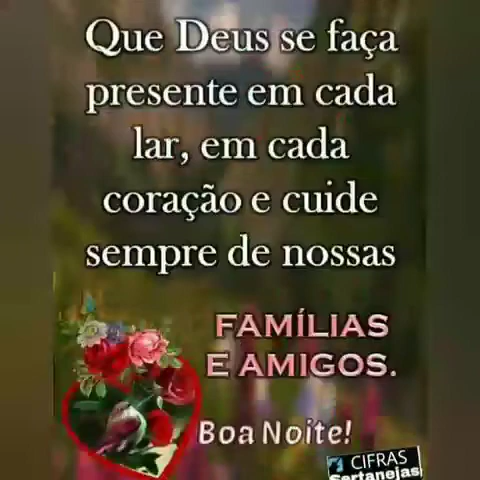 Que Deus se faça
presente em cada
lar, em cada
coração e cuide
sempre de nossas
FAMÍLIAS
E AMIGOS.
Boa Noite!
CIFRAS
Sertanejas